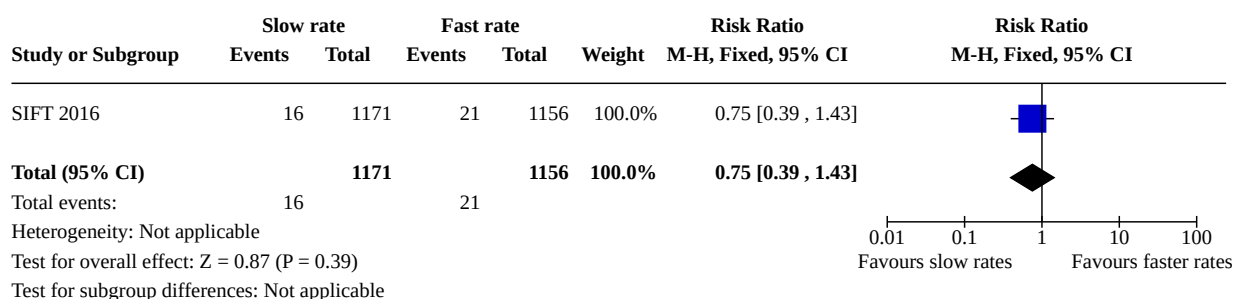 Slow rate Fast rate Risk Ratio Risk Ratio
Study or Subgroup Events Total Events Total Weight M-H, Fixed, 95% CI M-H, Fixed, 95% CI
SIFT 2016 16 1171 21 1156 100.0% 0.75 [0.39 , 1.43]
Total (95% CI) 1171 1156 100.0% 0.75 [0.39 , 1.43]
Total events: 16 21
Heterogeneity: Not applicable
0.01 0.1 1 10 100
Test for overall effect: Z = 0.87 (P = 0.39) Favours slow rates Favours faster rates
Test for subgroup differences: Not applicable